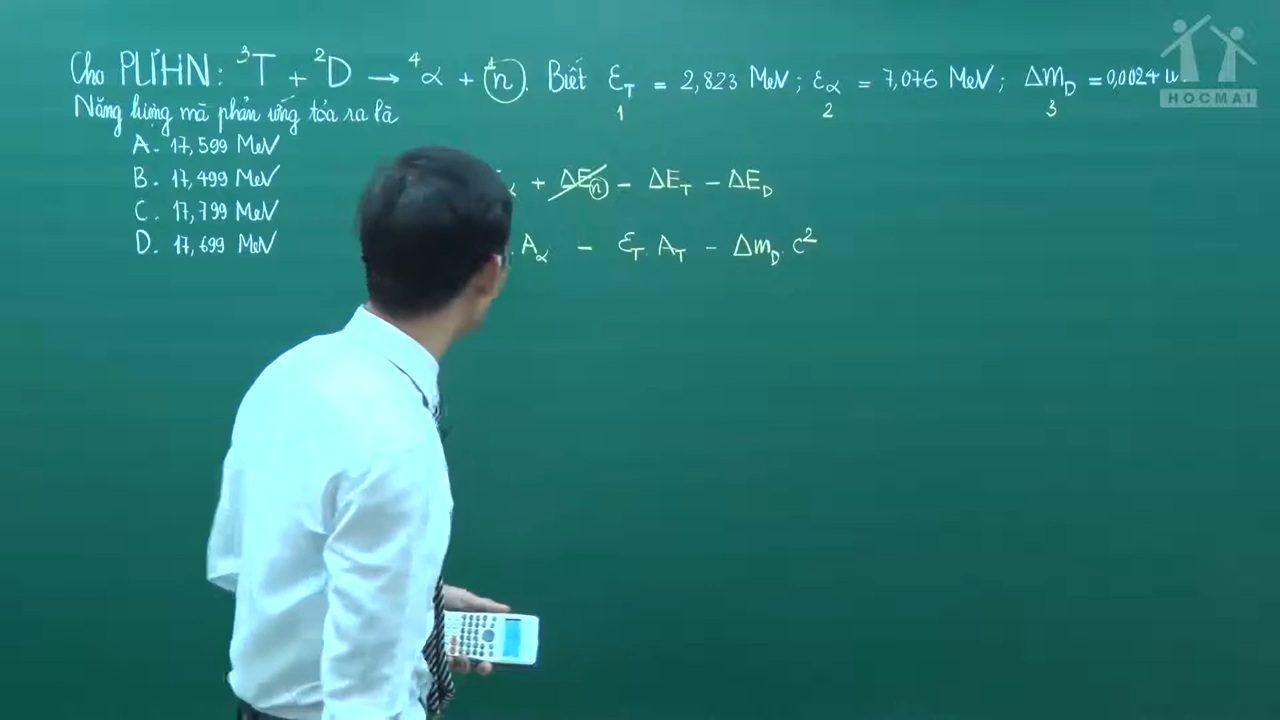 Cho PƯHN: ³T + ²D → ⁴α + ¹n. Biết ε_T = 2,823 MeV; ε_α = 7,076 MeV; Δm_D = 0,0024 u.
1 2 3
Năng lượng mà phản ứng tỏa ra là
A. 17,599 MeV
B. 17,499 MeV
C. 17,799 MeV
D. 17,699 MeV
α + ΔE_n - ΔE_T - ΔE_D
. A_α - ε_T. A_T - Δm_D. c²
HOCMAI